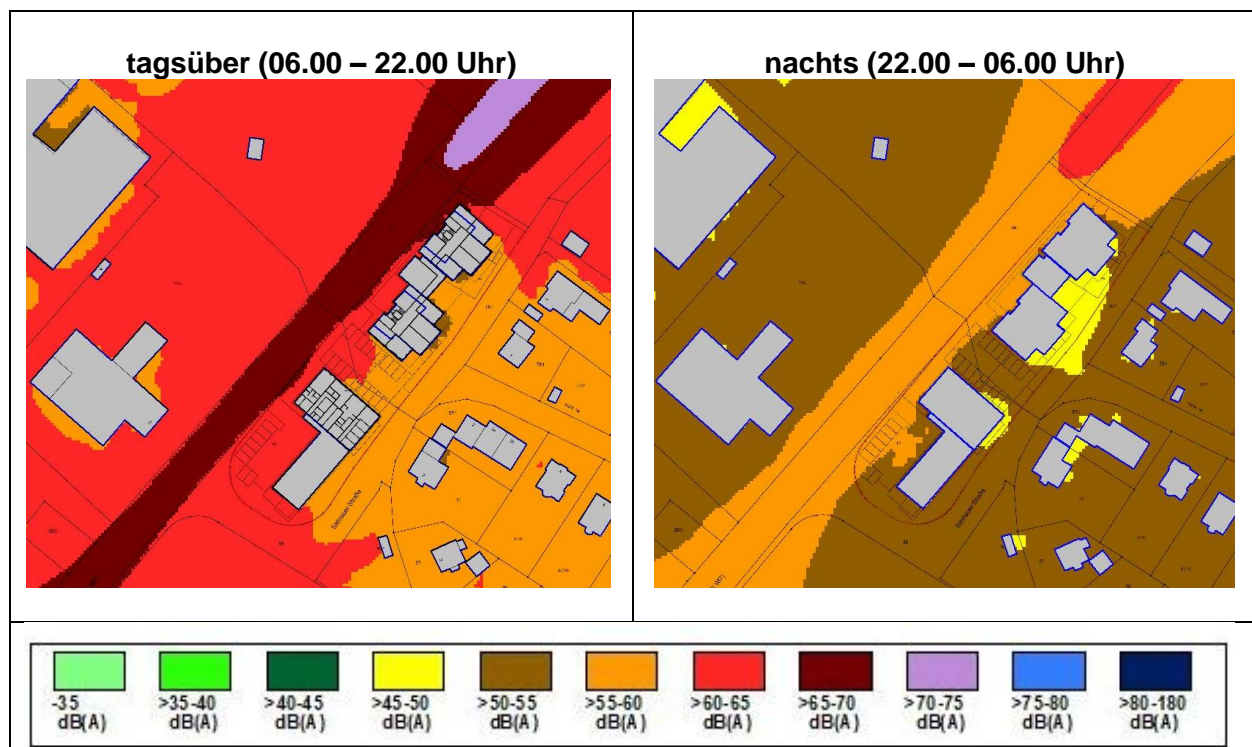 tagsüber (06.00 – 22.00 Uhr)
nachts (22.00 – 06.00 Uhr)
-35 dB(A)
>35-40 dB(A)
>40-45 dB(A)
>45-50 dB(A)
>50-55 dB(A)
>55-60 dB(A)
>60-65 dB(A)
>65-70 dB(A)
>70-75 dB(A)
>75-80 dB(A)
>80-180 dB(A)